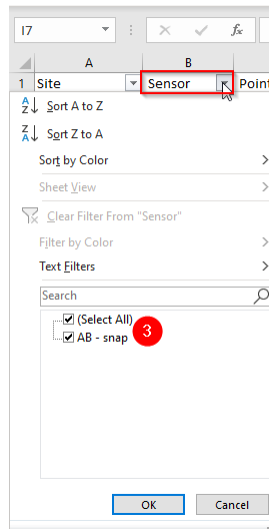 I7 fx
A B
1 Site Sensor Point
Sort A to Z
Sort Z to A
Sort by Color
Sheet View
Clear Filter From "Sensor"
Filter by Color
Text Filters
Search
(Select All)
AB - snap
3
OK Cancel